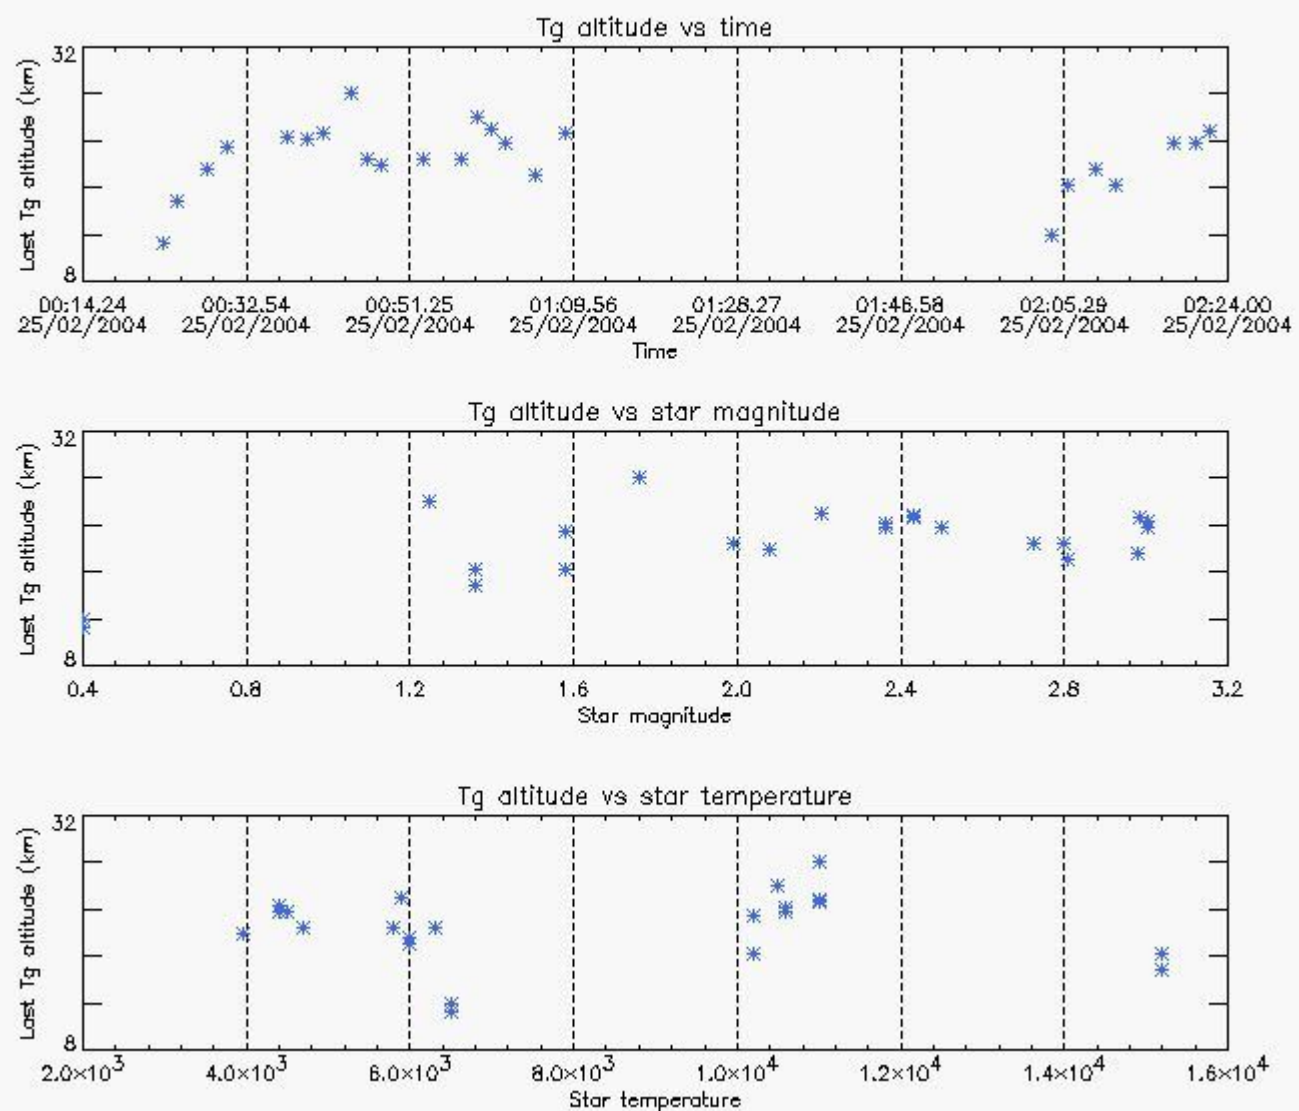 Tg altitude vs time
Last Tg altitude (km)
32
8
00:14.24 00:32.54 00:51.25 01:09.56 01:28.27 01:46.58 02:05.29 02:24.00
25/02/2004 25/02/2004 25/02/2004 25/02/2004 25/02/2004 25/02/2004 25/02/2004 25/02/2004
Time
Tg altitude vs star magnitude
Last Tg altitude (km)
32
8
0.4 0.8 1.2 1.6 2.0 2.4 2.8 3.2
Star magnitude
Tg altitude vs star temperature
Last Tg altitude (km)
32
8
2.0×10³ 4.0×10³ 6.0×10³ 8.0×10³ 1.0×10⁴ 1.2×10⁴ 1.4×10⁴ 1.6×10⁴
Star temperature